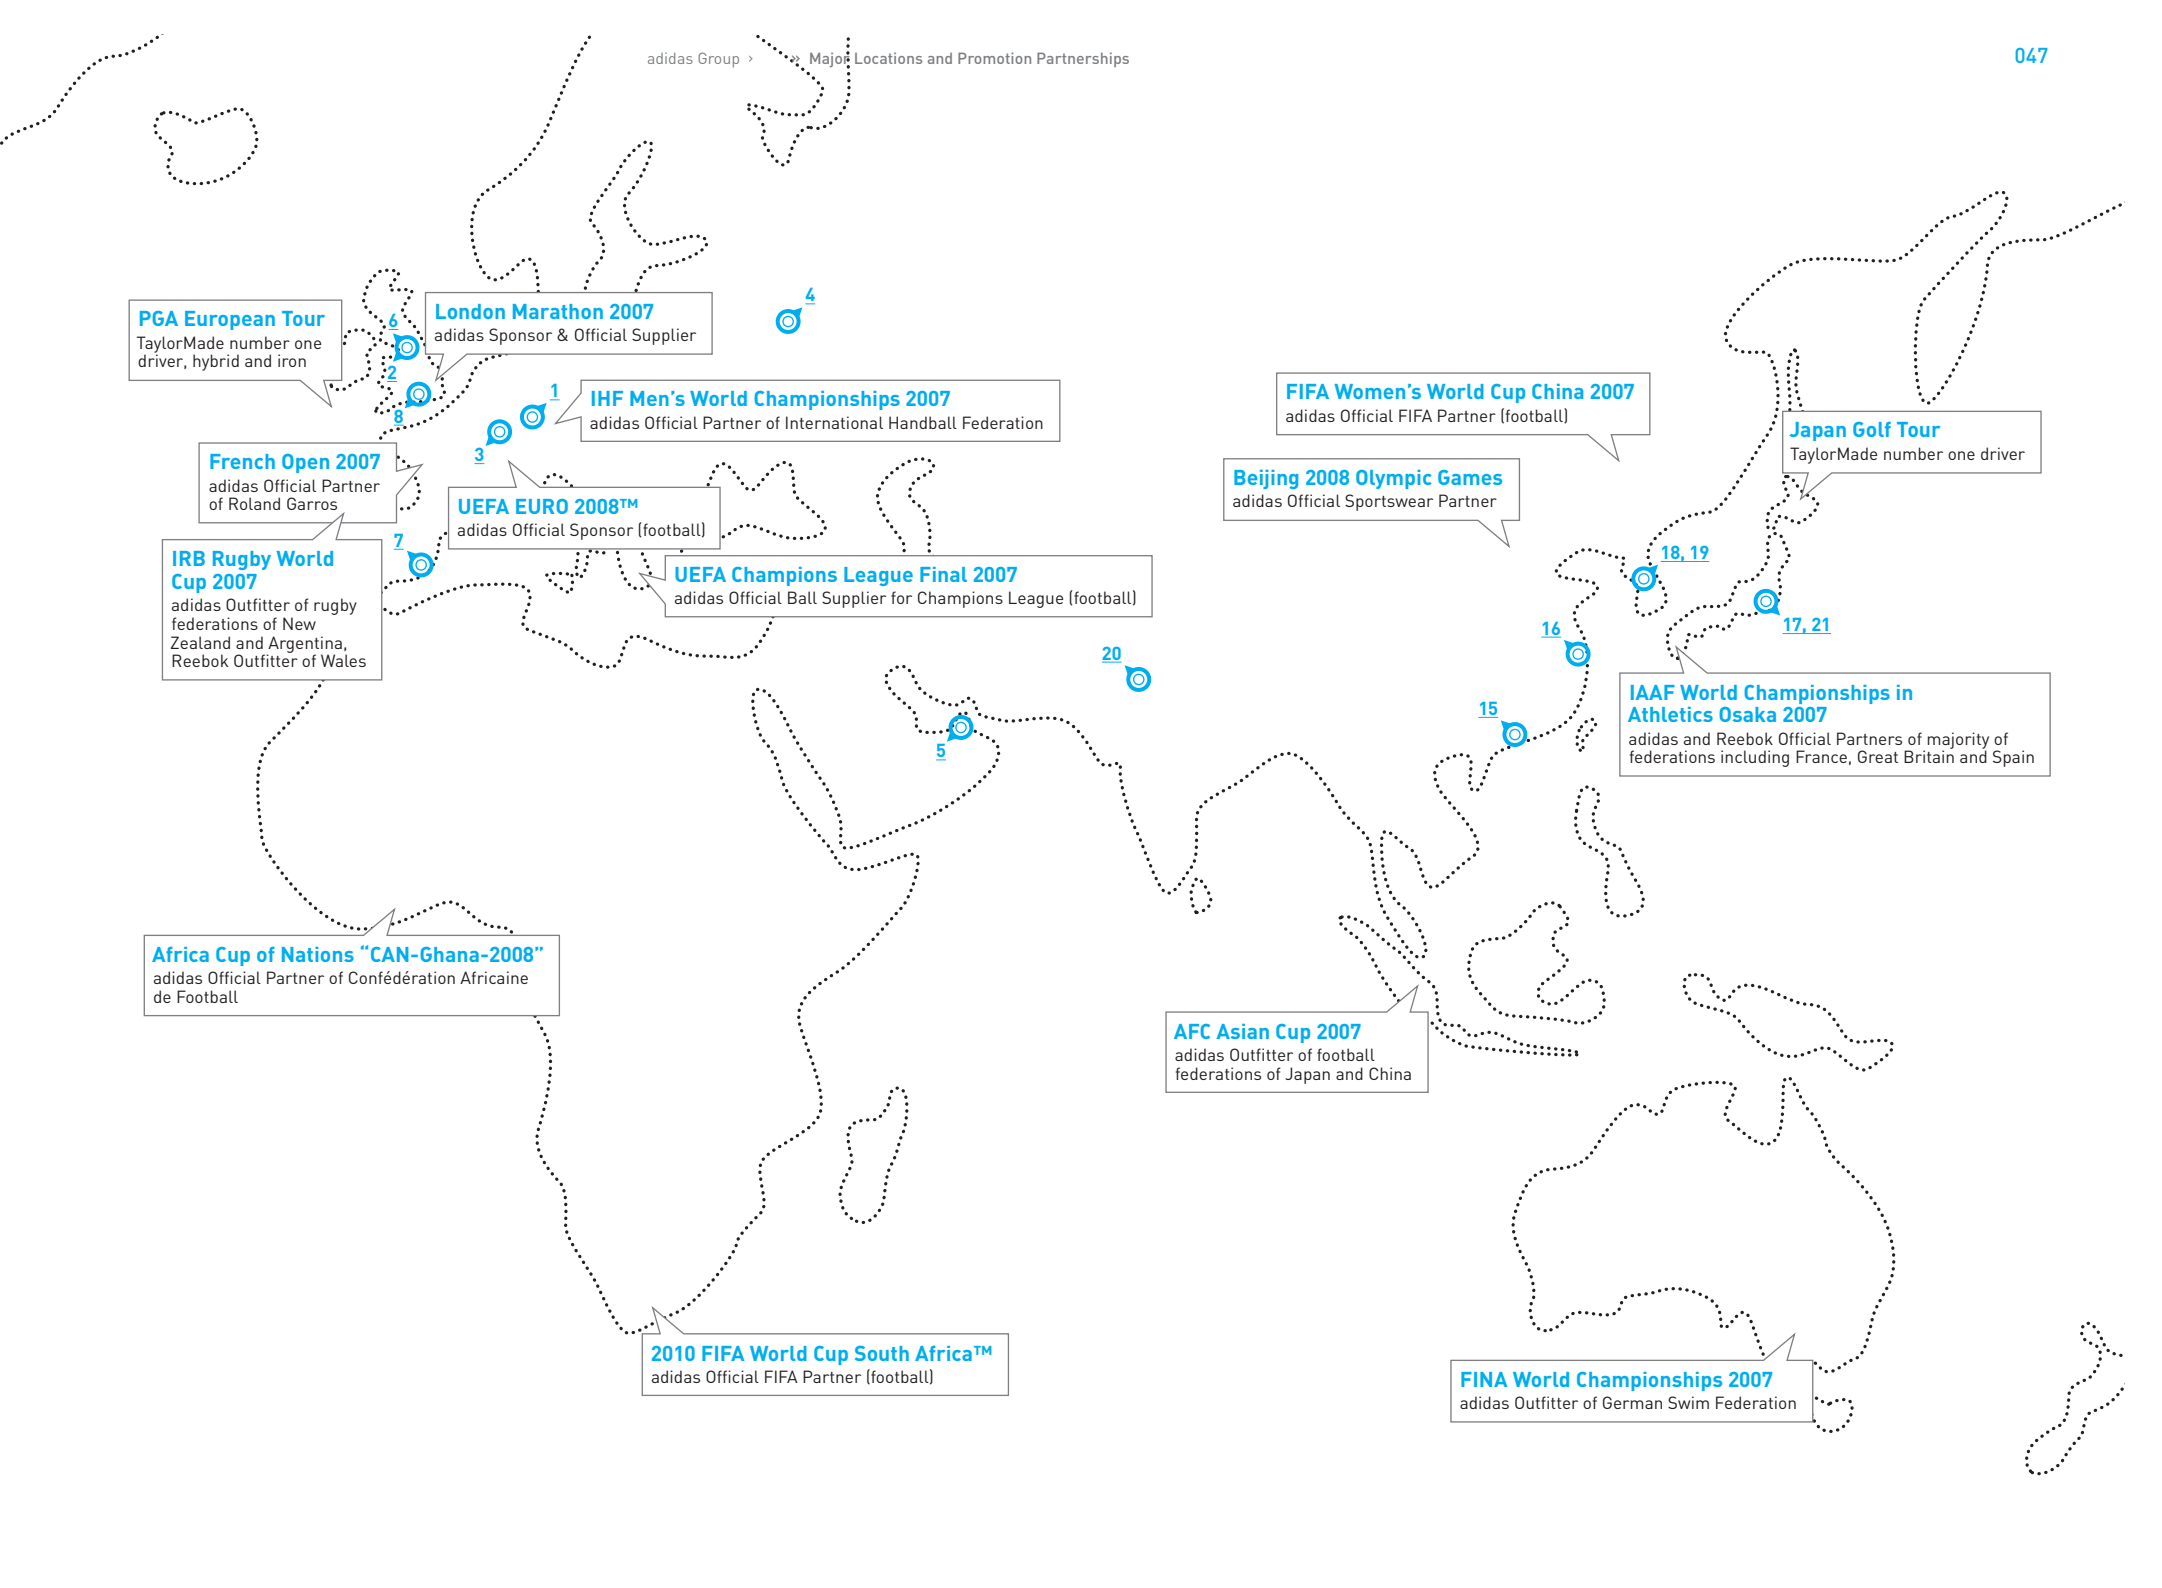 adidas Group › » Major Locations and Promotion Partnerships
047
PGA European Tour
TaylorMade number one
driver, hybrid and iron
6
2
8
London Marathon 2007
adidas Sponsor & Official Supplier
4
1
3
IHF Men’s World Championships 2007
adidas Official Partner of International Handball Federation
French Open 2007
adidas Official Partner
of Roland Garros
UEFA EURO 2008™
adidas Official Sponsor (football)
7
IRB Rugby World
Cup 2007
adidas Outfitter of rugby
federations of New
Zealand and Argentina,
Reebok Outfitter of Wales
UEFA Champions League Final 2007
adidas Official Ball Supplier for Champions League (football)
20
5
FIFA Women’s World Cup China 2007
adidas Official FIFA Partner (football)
Japan Golf Tour
TaylorMade number one driver
Beijing 2008 Olympic Games
adidas Official Sportswear Partner
18, 19
17, 21
16
15
IAAF World Championships in
Athletics Osaka 2007
adidas and Reebok Official Partners of majority of
federations including France, Great Britain and Spain
Africa Cup of Nations “CAN-Ghana-2008”
adidas Official Partner of Confédération Africaine
de Football
AFC Asian Cup 2007
adidas Outfitter of football
federations of Japan and China
2010 FIFA World Cup South Africa™
adidas Official FIFA Partner (football)
FINA World Championships 2007
adidas Outfitter of German Swim Federation